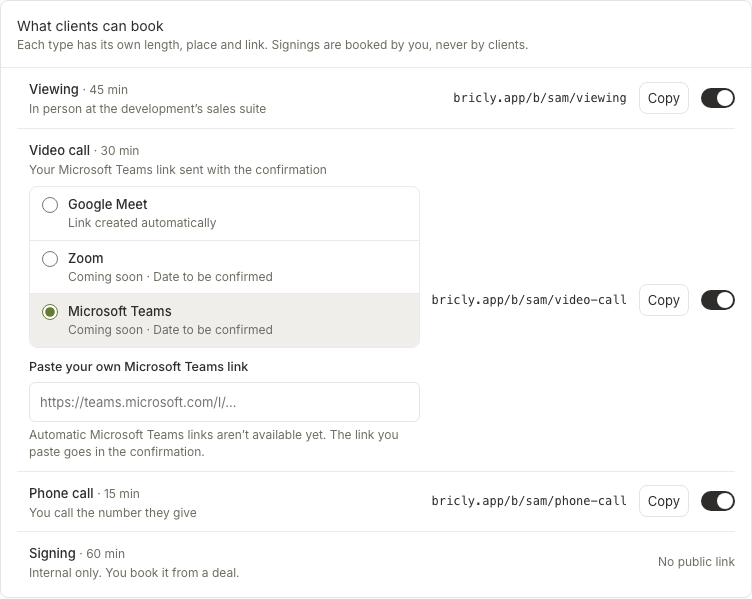 What clients can book
Each type has its own length, place and link. Signings are booked by you, never by clients.
Viewing · 45 min
In person at the development’s sales suite
bricly.app/b/sam/viewing
Copy
Video call · 30 min
Your Microsoft Teams link sent with the confirmation
Google Meet
Link created automatically
Zoom
Coming soon · Date to be confirmed
Microsoft Teams
Coming soon · Date to be confirmed
bricly.app/b/sam/video-call
Copy
Paste your own Microsoft Teams link
https://teams.microsoft.com/l/...
Automatic Microsoft Teams links aren't available yet. The link you
paste goes in the confirmation.
Phone call · 15 min
You call the number they give
bricly.app/b/sam/phone-call
Copy
Signing · 60 min
Internal only. You book it from a deal.
No public link